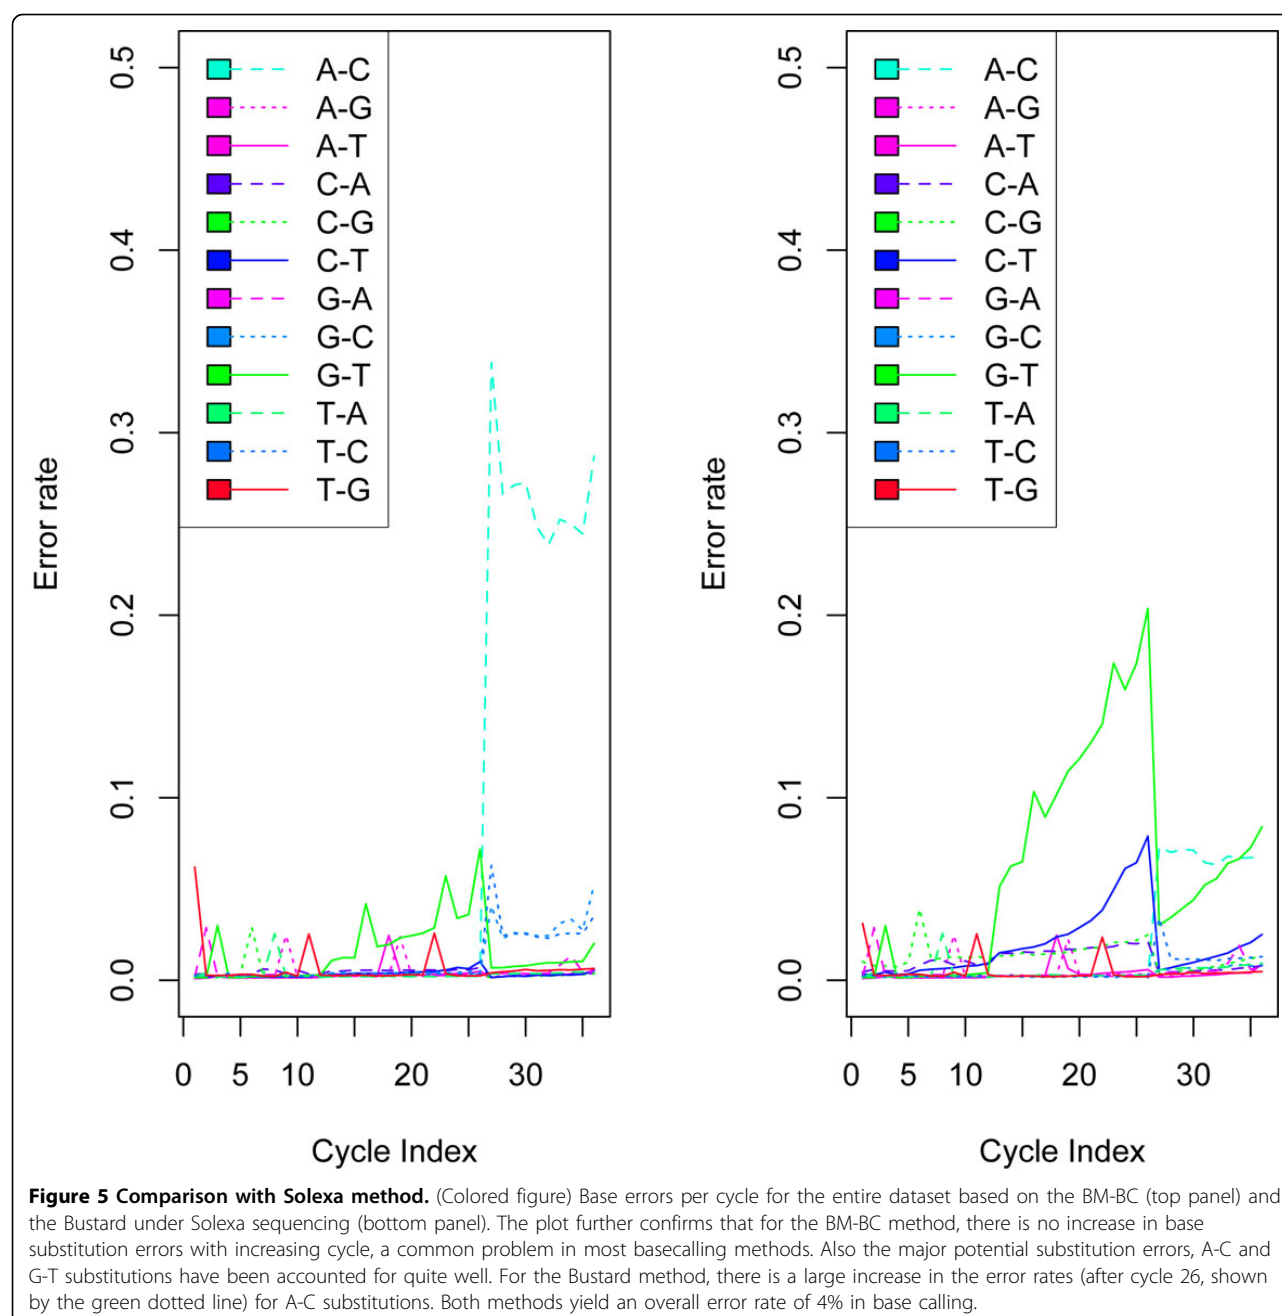 0.5
0.4
0.3
0.2
0.1
0.0
Error rate
A-C
A-G
A-T
C-A
C-G
C-T
G-A
G-C
G-T
T-A
T-C
T-G
0 5 10 20 30
Cycle Index
0.5
0.4
0.3
0.2
0.1
0.0
Error rate
A-C
A-G
A-T
C-A
C-G
C-T
G-A
G-C
G-T
T-A
T-C
T-G
0 5 10 20 30
Cycle Index
Figure 5 Comparison with Solexa method. (Colored figure) Base errors per cycle for the entire dataset based on the BM-BC (top panel) and
the Bustard under Solexa sequencing (bottom panel). The plot further confirms that for the BM-BC method, there is no increase in base
substitution errors with increasing cycle, a common problem in most basecalling methods. Also the major potential substitution errors, A-C and
G-T substitutions have been accounted for quite well. For the Bustard method, there is a large increase in the error rates (after cycle 26, shown
by the green dotted line) for A-C substitutions. Both methods yield an overall error rate of 4% in base calling.